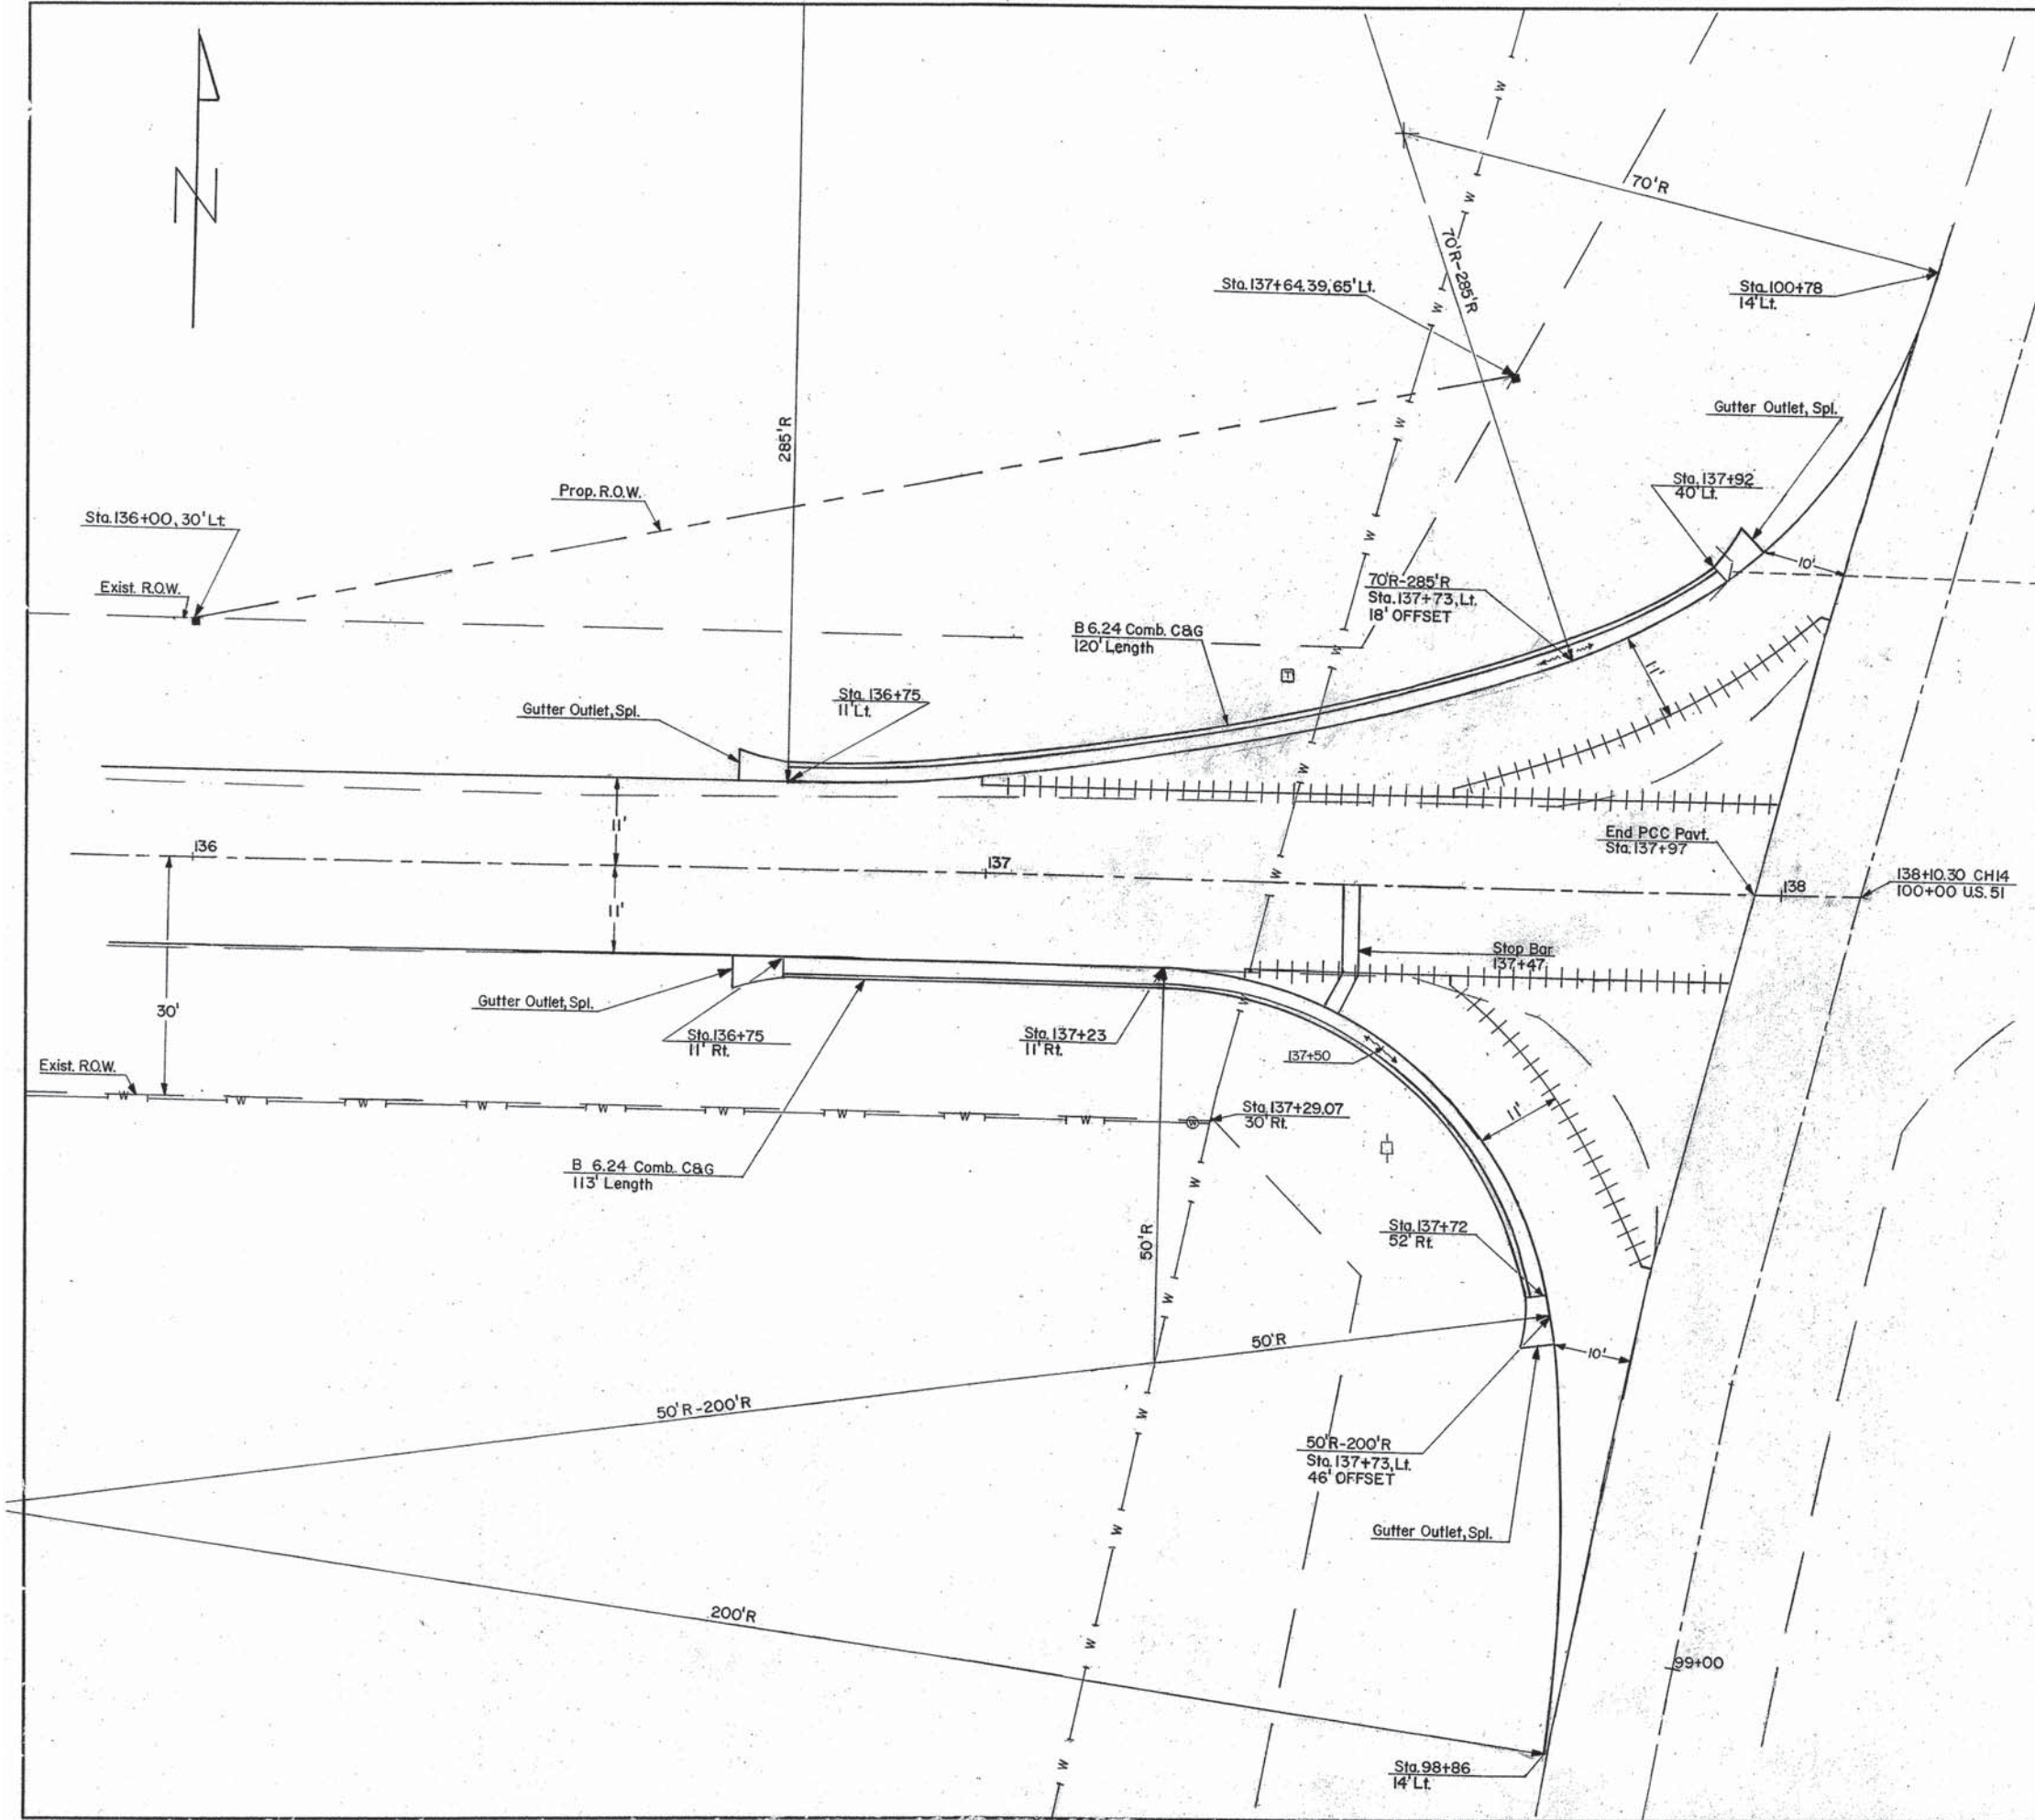 N
70'R
70'R-285'R
Sta. 137+64.39, 65' Lt.
Sta. 100+78
14' Lt.
285'R
Gutter Outlet, Spl.
Sta. 137+92
40' Lt.
Prop. R.O.W.
Sta. 136+00, 30' Lt
Exist. R.O.W.
10'
70'R-285'R
Sta. 137+73, Lt.
18' OFFSET
B 6.24 Comb. C&G
120' Length
T
11'
Sta. 136+75
11' Lt.
Gutter Outlet, Spl.
11'
End PCC Pavt.
Sta. 137+97
136
137
138
138+10.30 CH14
100+00 U.S. 51
11'
Stop Bar
137+47
Gutter Outlet, Spl.
30'
Sta. 136+75
11' Rt.
Sta. 137+23
11' Rt.
137+50
Exist. R.O.W.
W W W W W W W W W W
Sta. 137+29.07
30' Rt.
11'
B 6.24 Comb. C&G
113' Length
50'R
Sta. 137+72
52' Rt.
50'R
10'
50'R-200'R
50'R-200'R
Sta. 137+73, Lt.
46' OFFSET
Gutter Outlet, Spl.
200'R
99+00
Sta. 98+86
14' Lt.
W W W W W W W W W W W W W W W W W W